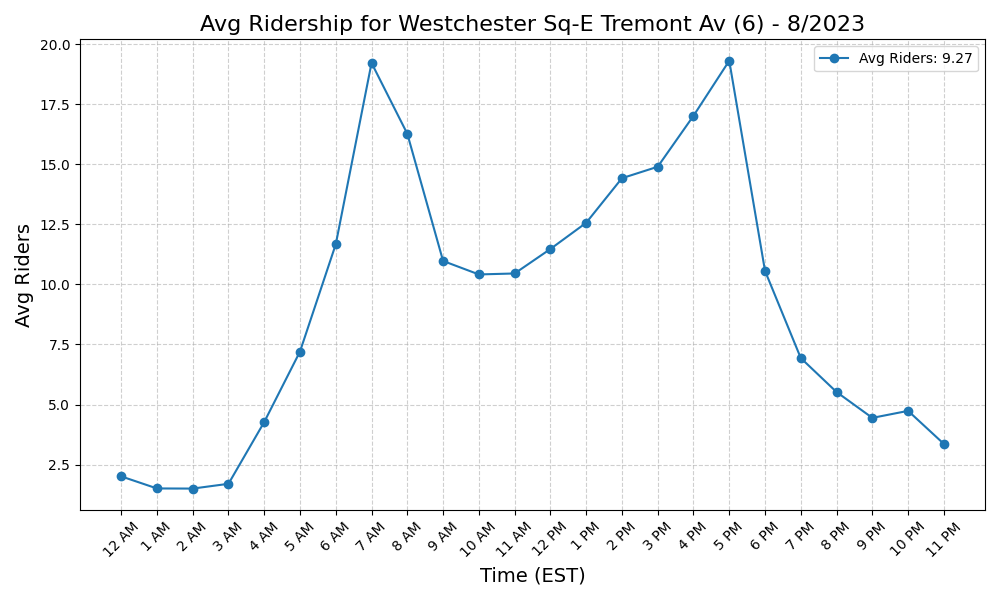 Avg Ridership for Westchester Sq-E Tremont Av (6) - 8/2023
Avg Riders: 9.27
Avg Riders
20.0
17.5
15.0
12.5
10.0
7.5
5.0
2.5
12 AM
1 AM
2 AM
3 AM
4 AM
5 AM
6 AM
7 AM
8 AM
9 AM
10 AM
11 AM
12 PM
1 PM
2 PM
3 PM
4 PM
5 PM
6 PM
7 PM
8 PM
9 PM
10 PM
11 PM
Time (EST)